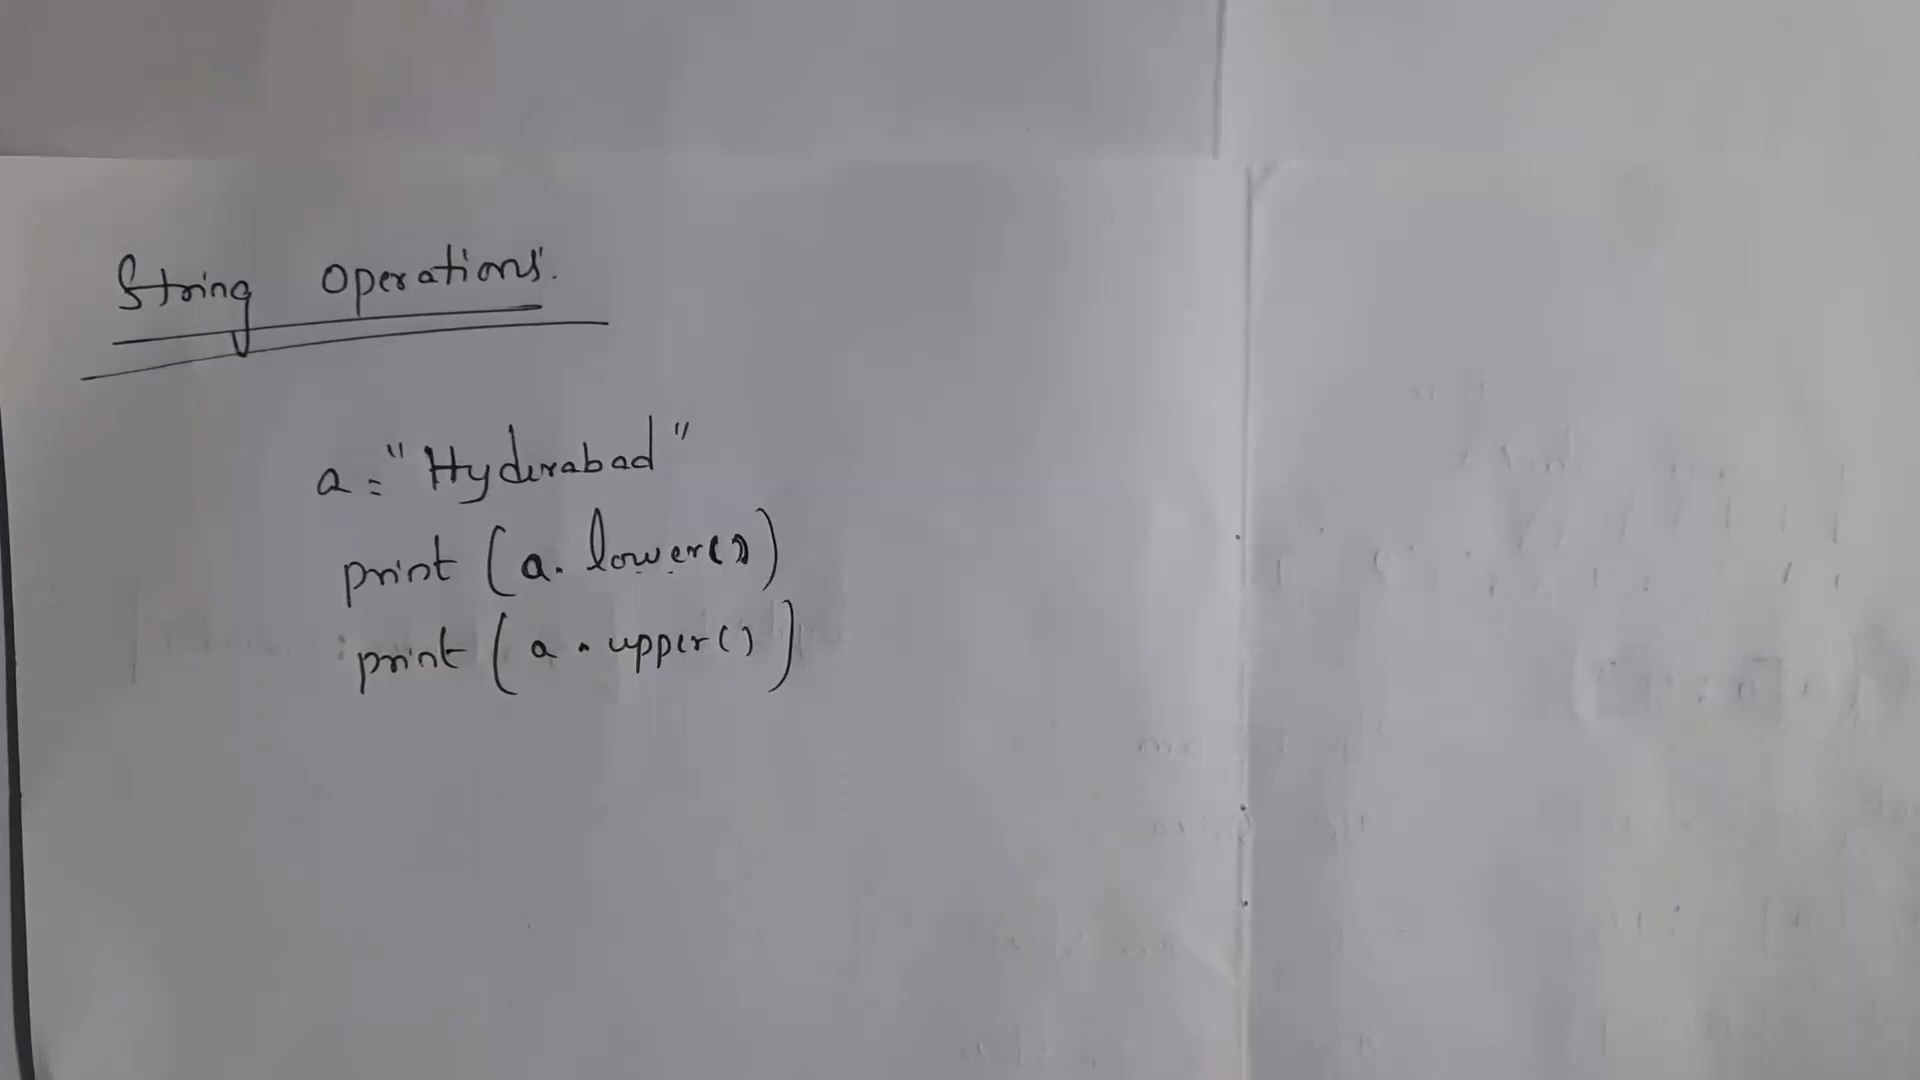 String Operations.
a = "Hyderabad"
print (a. lower())
print (a . upper())